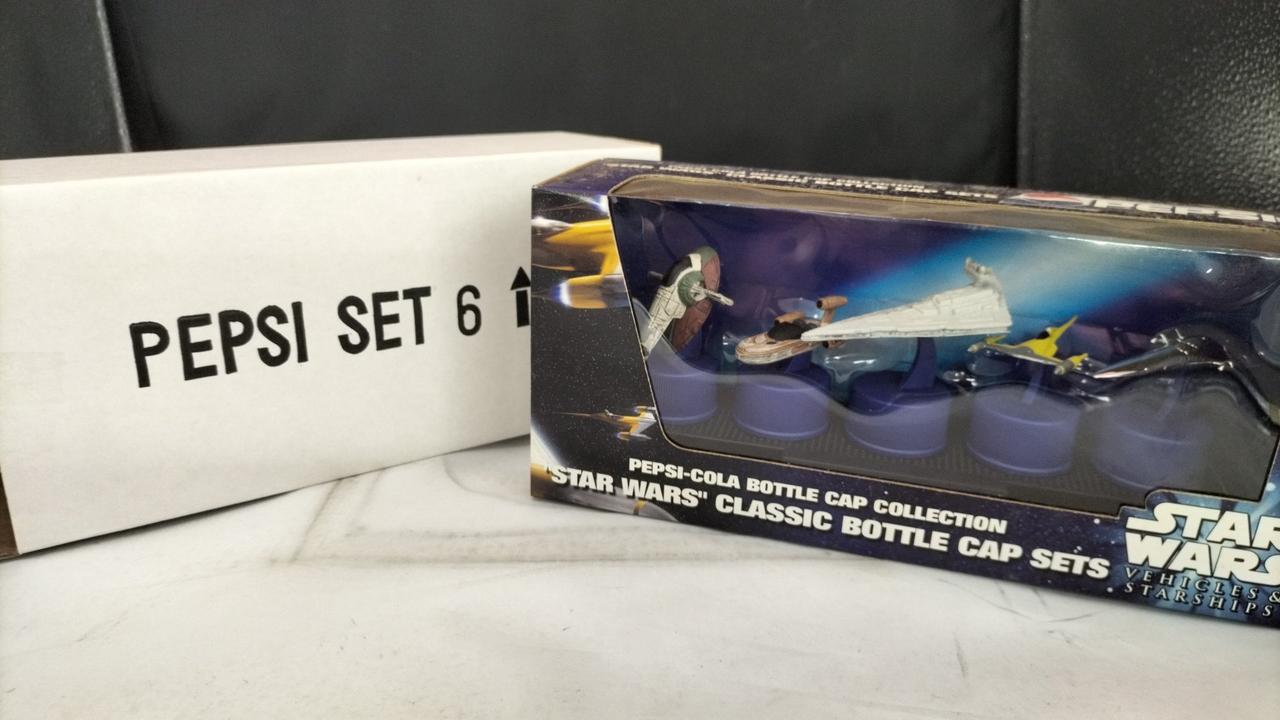 PEPSI SET 6
PEPSI-COLA BOTTLE CAP COLLECTION
"STAR WARS" CLASSIC BOTTLE CAP SETS
STAR
WARS
VEHICLES &
STARSHIPS